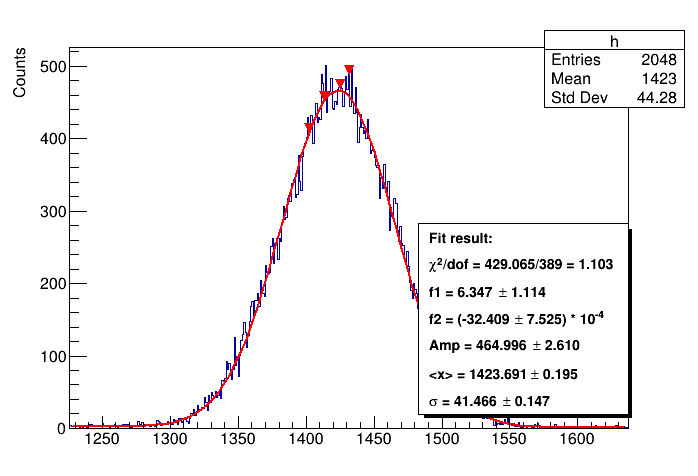 h
Entries 2048
Mean 1423
Std Dev 44.28
Counts
500
400
300
200
100
0
Fit result:
χ²/dof = 429.065/389 = 1.103
f1 = 6.347 ± 1.114
f2 = (-32.409 ± 7.525) * 10⁻⁴
Amp = 464.996 ± 2.610
<x> = 1423.691 ± 0.195
σ = 41.466 ± 0.147
1250 1300 1350 1400 1450 1500 1550 1600